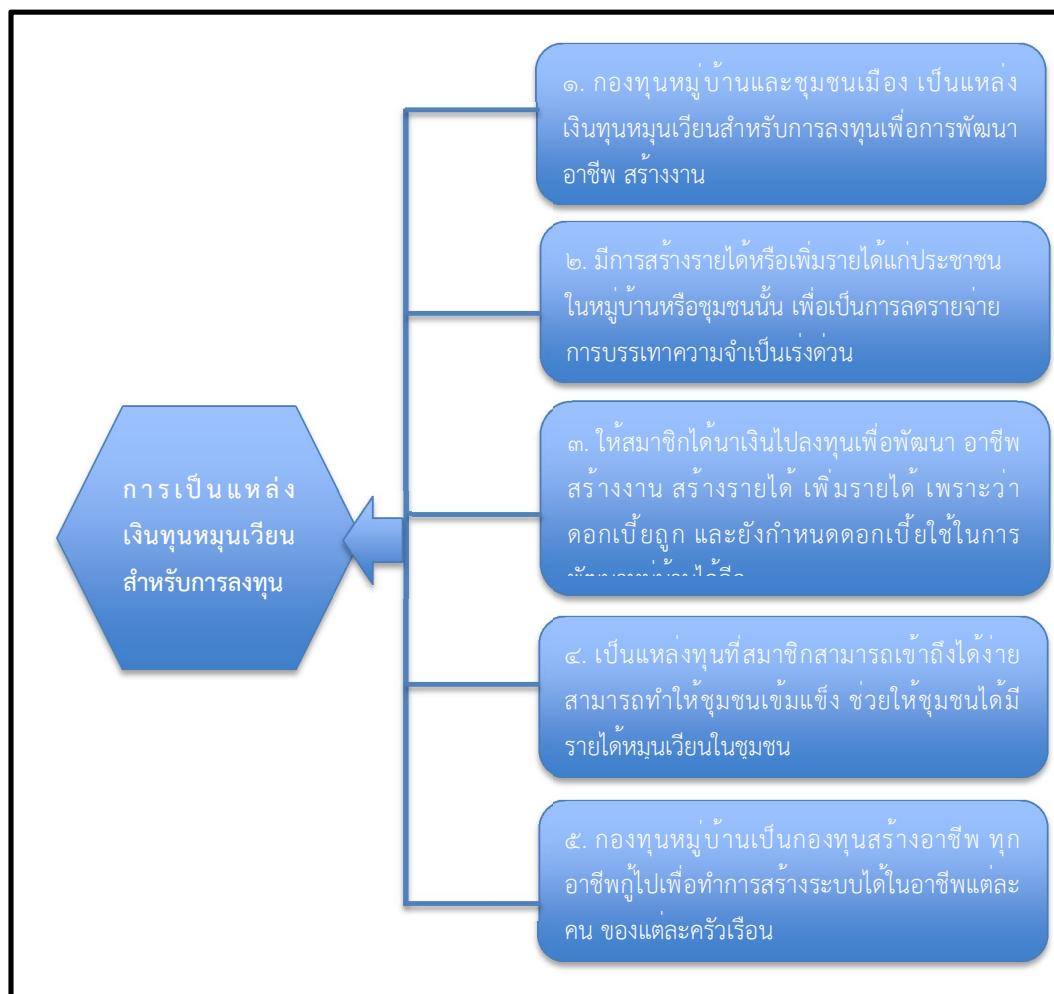 การเป็นแหล่ง
เงินทุนหมุนเวียน
สำหรับการลงทุน
๑. กองทุนหมู่บ้านและชุมชนเมือง เป็นแหล่ง
เงินทุนหมุนเวียนสำหรับการลงทุนเพื่อการพัฒนา
อาชีพ สร้างงาน
๒. มีการสร้างรายได้หรือเพิ่มรายได้แก่ประชาชน
ในหมู่บ้านหรือชุมชนนั้น เพื่อเป็นการลดรายจ่าย
การบรรเทาความจำเป็นเร่งด่วน
๓. ให้สมาชิกได้นาเงินไปลงทุนเพื่อพัฒนา อาชีพ
สร้างงาน สร้างรายได้ เพิ่มรายได้ เพราะว่า
ดอกเบี้ยถูก และยังกำหนดดอกเบี้ยใช้ในการ
๔. เป็นแหล่งทุนที่สมาชิกสามารถเข้าถึงได้ง่าย
สามารถทำให้ชุมชนเข้มแข็ง ช่วยให้ชุมชนได้มี
รายได้หมุนเวียนในชุมชน
๕. กองทุนหมู่บ้านเป็นกองทุนสร้างอาชีพ ทุก
อาชีพกู้ไปเพื่อทำการสร้างระบบได้ในอาชีพแต่ละ
คน ของแต่ละครัวเรือน